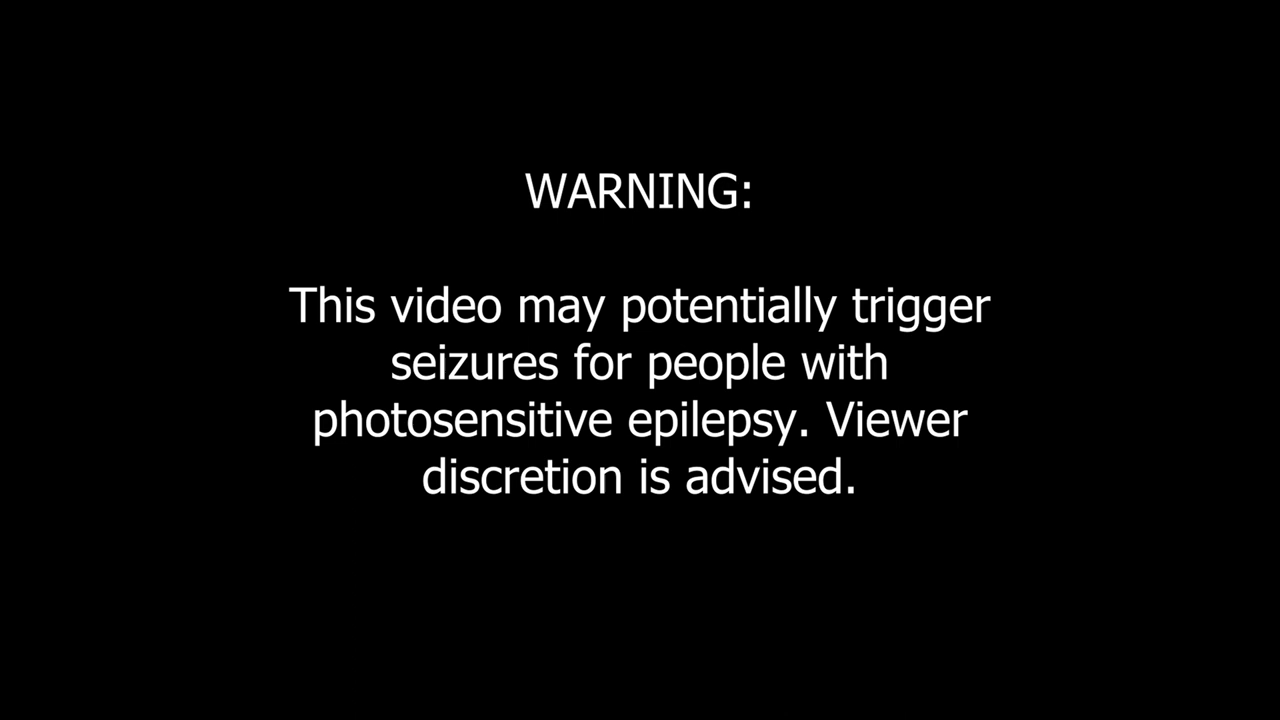 WARNING:
This video may potentially trigger
seizures for people with
photosensitive epilepsy. Viewer
discretion is advised.